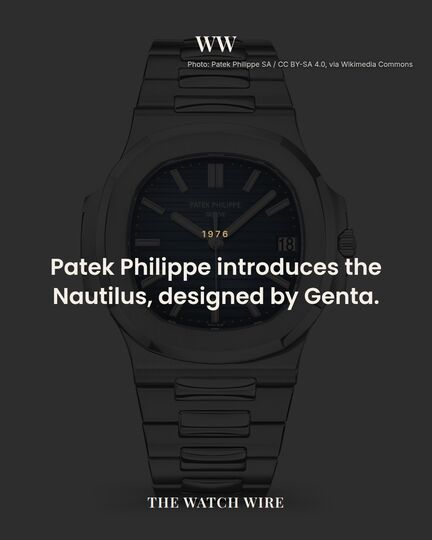 WW
Photo: Patek Philippe SA / CC BY-SA 4.0, via Wikimedia Commons
PATEK PHILIPPE
GENEVE
1976
18
Patek Philippe introduces the
Nautilus, designed by Genta.
THE WATCH WIRE